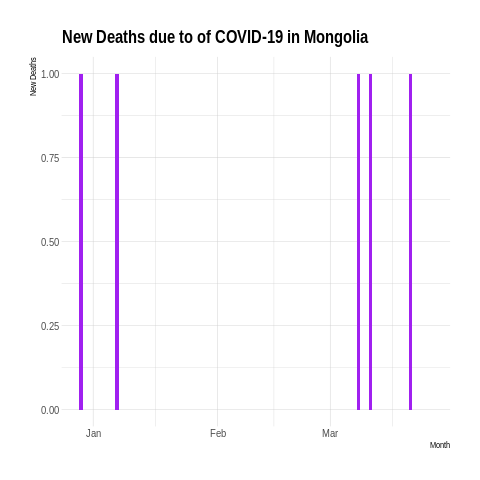 New Deaths due to of COVID-19 in Mongolia
New Deaths
1.00
0.75
0.50
0.25
0.00
Jan Feb Mar
Month